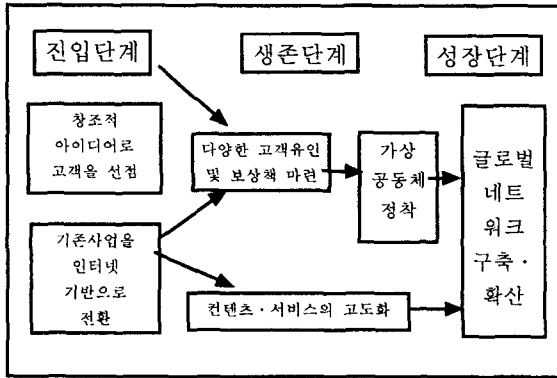 진입단계
생존단계
성장단계
창조적
아이디어로
고객을 선점
다양한 고객유인
및 보상책 마련
가상
공동체
정착
글로벌
네트
워크
구축·
확산
기존사업을
인터넷
기반으로
전환
컨텐츠·서비스의 고도화